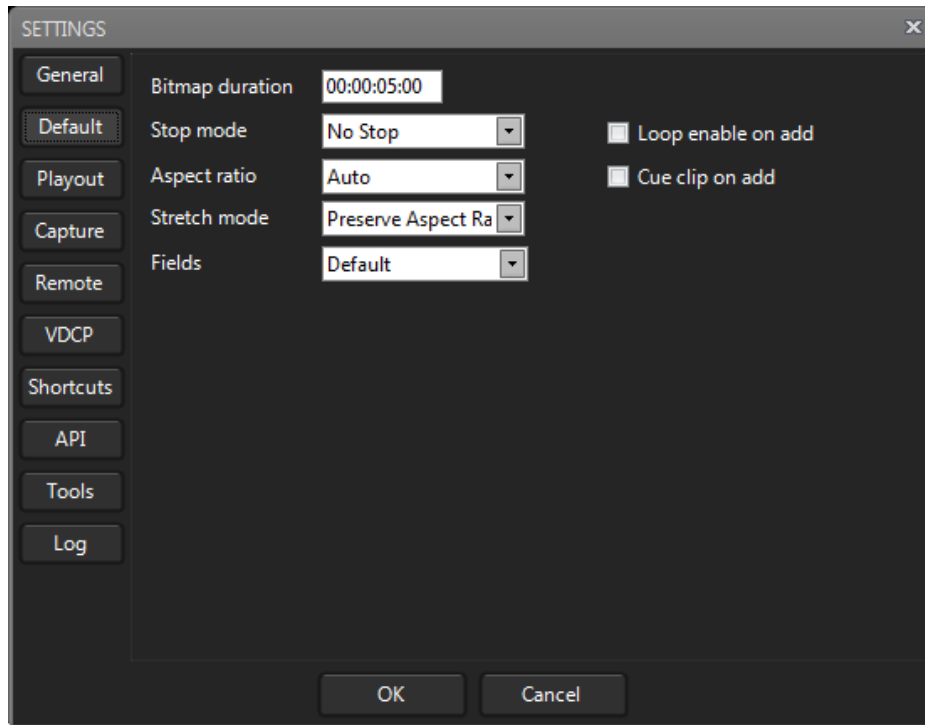 SETTINGS
General
Default
Playout
Capture
Remote
VDCP
Shortcuts
API
Tools
Log
Bitmap duration 00:00:05:00
Stop mode No Stop
Loop enable on add
Aspect ratio Auto
Cue clip on add
Stretch mode Preserve Aspect Ra
Fields Default
OK Cancel